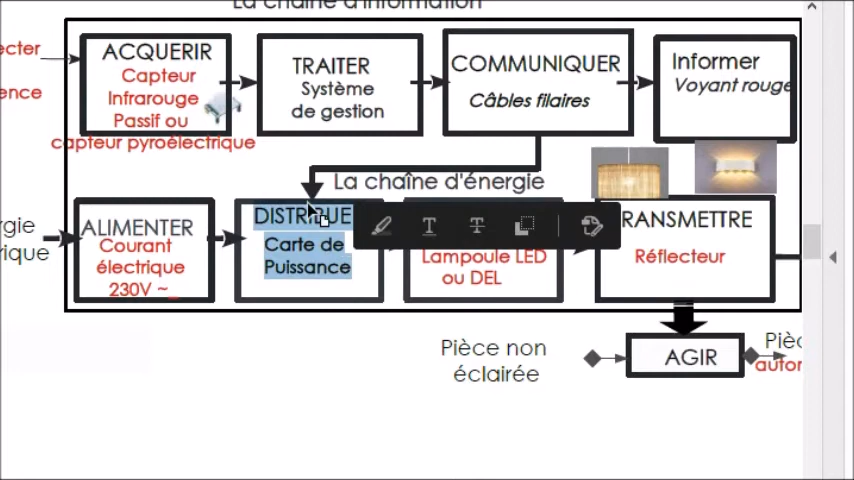 La chaîne d'information
ecter
ence
ACQUERIR
Capteur
Infrarouge
Passif ou
capteur pyroélectrique
TRAITER
Système
de gestion
COMMUNIQUER
Câbles filaires
Informer
Voyant rouge
La chaîne d'énergie
rgie
rique
ALIMENTER
Courant
électrique
230V ~_
DISTRIQUE
Carte de
Puissance
Lampoule LED
ou DEL
RANSMETTRE
Réflecteur
Pièce non
éclairée
AGIR
Pièc
autor